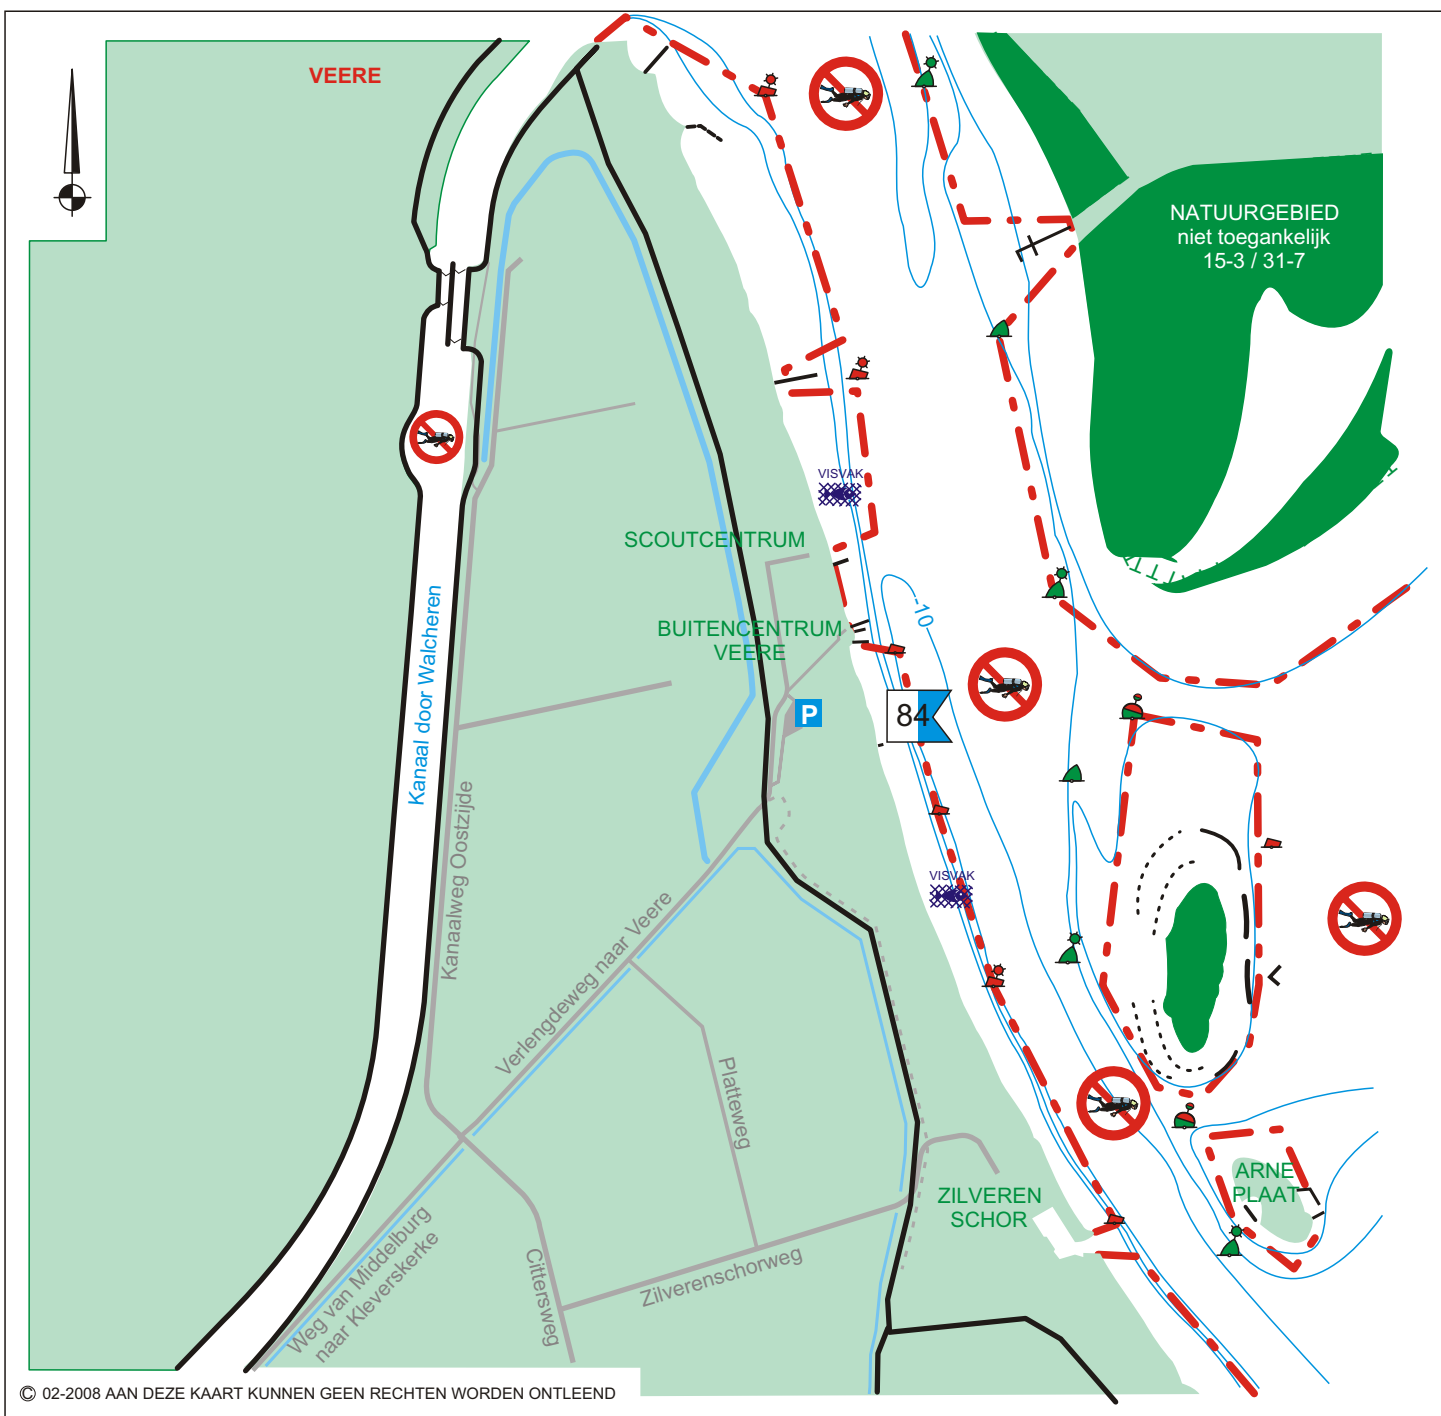 VEERE
NATUURGEBIED
niet toegankelijk
15-3 / 31-7
VISVAK
SCOUTCENTRUM
-10
BUITENCENTRUM
VEERE
Kanaal door Walcheren
P
84
Kanaalweg Oostzijde
VISVAK
Verlengdeweg naar Veere
Platteweg
ARNE
PLAAT
ZILVEREN
SCHOR
Weg van Middelburg
naar Kleverskerke
Cittersweg
Zilverenschorweg
© 02-2008 AAN DEZE KAART KUNNEN GEEN RECHTEN WORDEN ONTLEEND